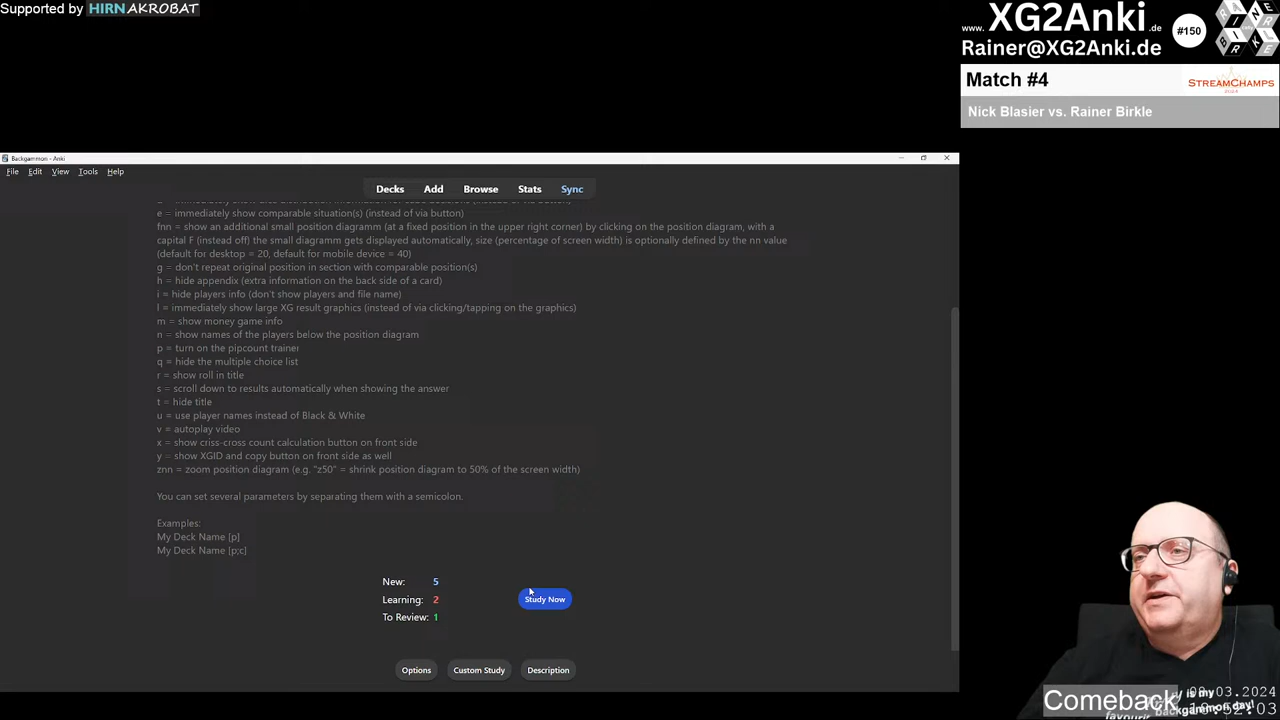 Supported by HIRNAKROBAT
www. XG2Anki .de
#150
Rainer@XG2Anki.de
Match #4
STREAMCHAMPS
Nick Blasier vs. Rainer Birkle
Backgammon - Anki
File Edit View Tools Help
Decks Add Browse Stats Sync
e = immediately show comparable situation(s) (instead of via button)
fnn = show an additional small position diagramm (at a fixed position in the upper right corner) by clicking on the position diagram, with a
capital F (instead off) the small diagramm gets displayed automatically, size (percentage of screen width) is optionally defined by the nn value
(default for desktop = 20, default for mobile device = 40)
g = don't repeat original position in section with comparable position(s)
h = hide appendix (extra information on the back side of a card)
i = hide players info (don't show players and file name)
l = immediately show large XG result graphics (instead of via clicking/tapping on the graphics)
m = show money game info
n = show names of the players below the position diagram
p = turn on the pipcount trainer
q = hide the multiple choice list
r = show roll in title
s = scroll down to results automatically when showing the answer
t = hide title
u = use player names instead of Black & White
v = autoplay video
x = show criss-cross count calculation button on front side
y = show XGID and copy button on front side as well
znn = zoom position diagram (e.g. "z50" = shrink position diagram to 50% of the screen width)
You can set several parameters by separating them with a semicolon.
Examples:
My Deck Name [p]
My Deck Name [p;c]
New: 5
Learning: 2
Study Now
To Review: 1
Options Custom Study Description
Comeback
is my
favour
backgammon day!
03.2024
:03